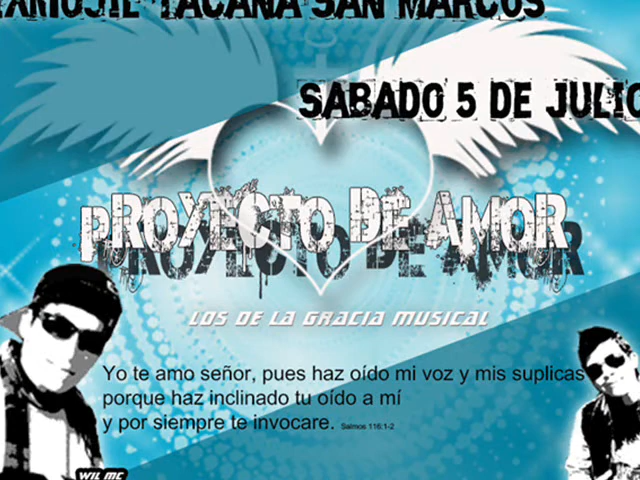 TACANA SAN MARCOS
SABADO 5 DE JULIO
PROYECTO DE AMOR
LOS DE LA GRACIA MUSICAL
Yo te amo señor, pues haz oído mi voz y mis suplicas
porque haz inclinado tu oído a mí
y por siempre te invocare. Salmos 116:1-2
WIL MC